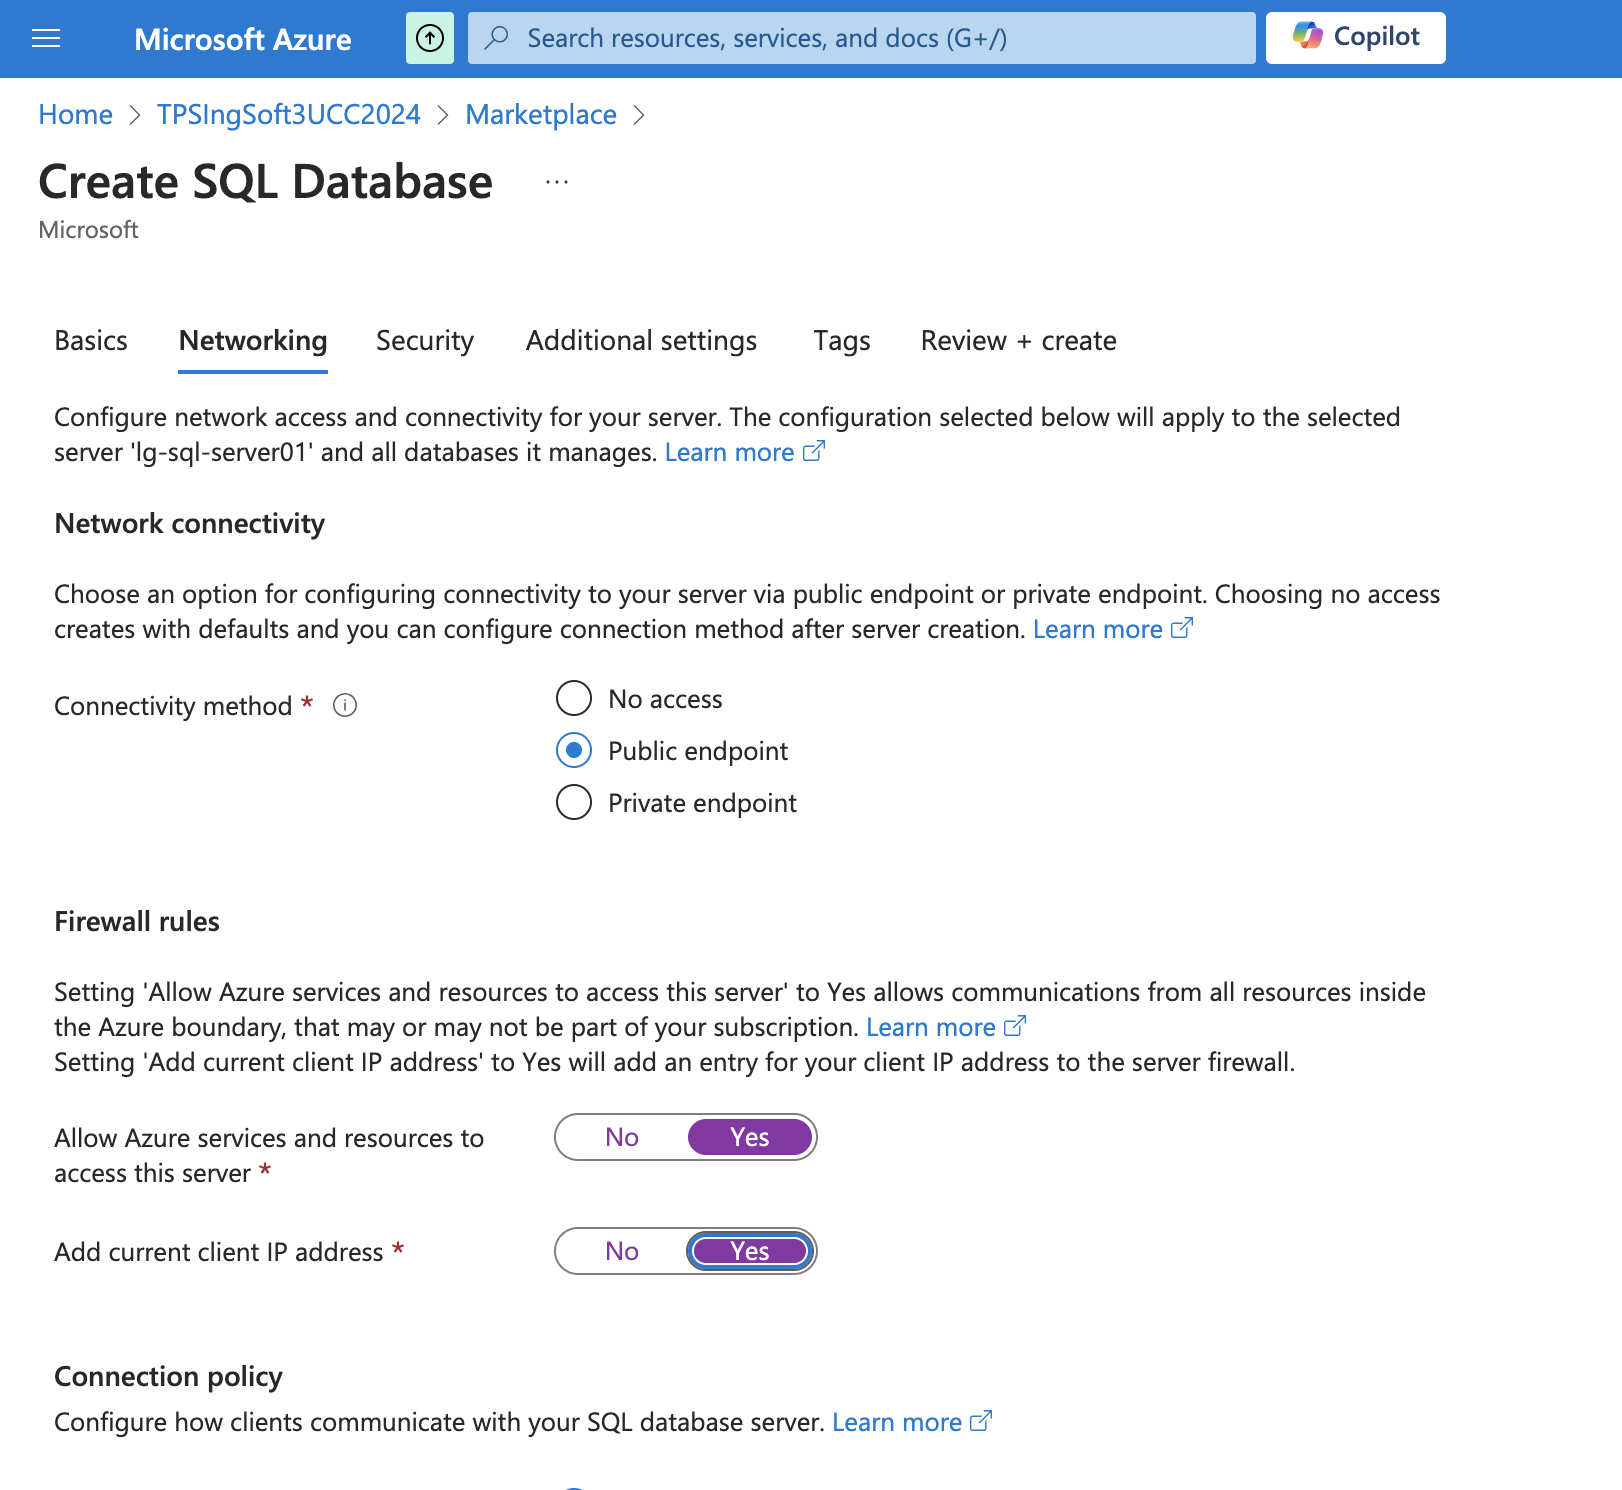 Microsoft Azure
Search resources, services, and docs (G+/)
Copilot
Home > TPSIngSoft3UCC2024 > Marketplace >
Create SQL Database ...
Microsoft
Basics Networking Security Additional settings Tags Review + create
Configure network access and connectivity for your server. The configuration selected below will apply to the selected
server 'lg-sql-server01' and all databases it manages. Learn more
Network connectivity
Choose an option for configuring connectivity to your server via public endpoint or private endpoint. Choosing no access
creates with defaults and you can configure connection method after server creation. Learn more
Connectivity method *
No access
Public endpoint
Private endpoint
Firewall rules
Setting 'Allow Azure services and resources to access this server' to Yes allows communications from all resources inside
the Azure boundary, that may or may not be part of your subscription. Learn more
Setting 'Add current client IP address' to Yes will add an entry for your client IP address to the server firewall.
Allow Azure services and resources to
access this server *
No Yes
Add current client IP address *
No Yes
Connection policy
Configure how clients communicate with your SQL database server. Learn more